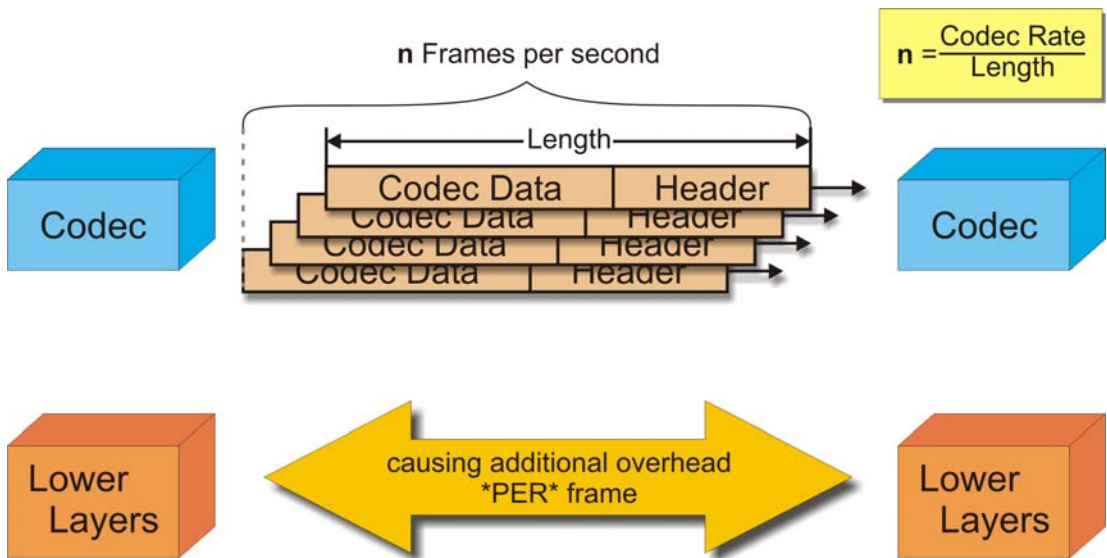 n Frames per second
n = Codec Rate
Length
Length
Codec
Codec Data Header
Codec Data Header
Codec Data Header
Codec Data Header
Codec
Lower
Layers
causing additional overhead
*PER* frame
Lower
Layers